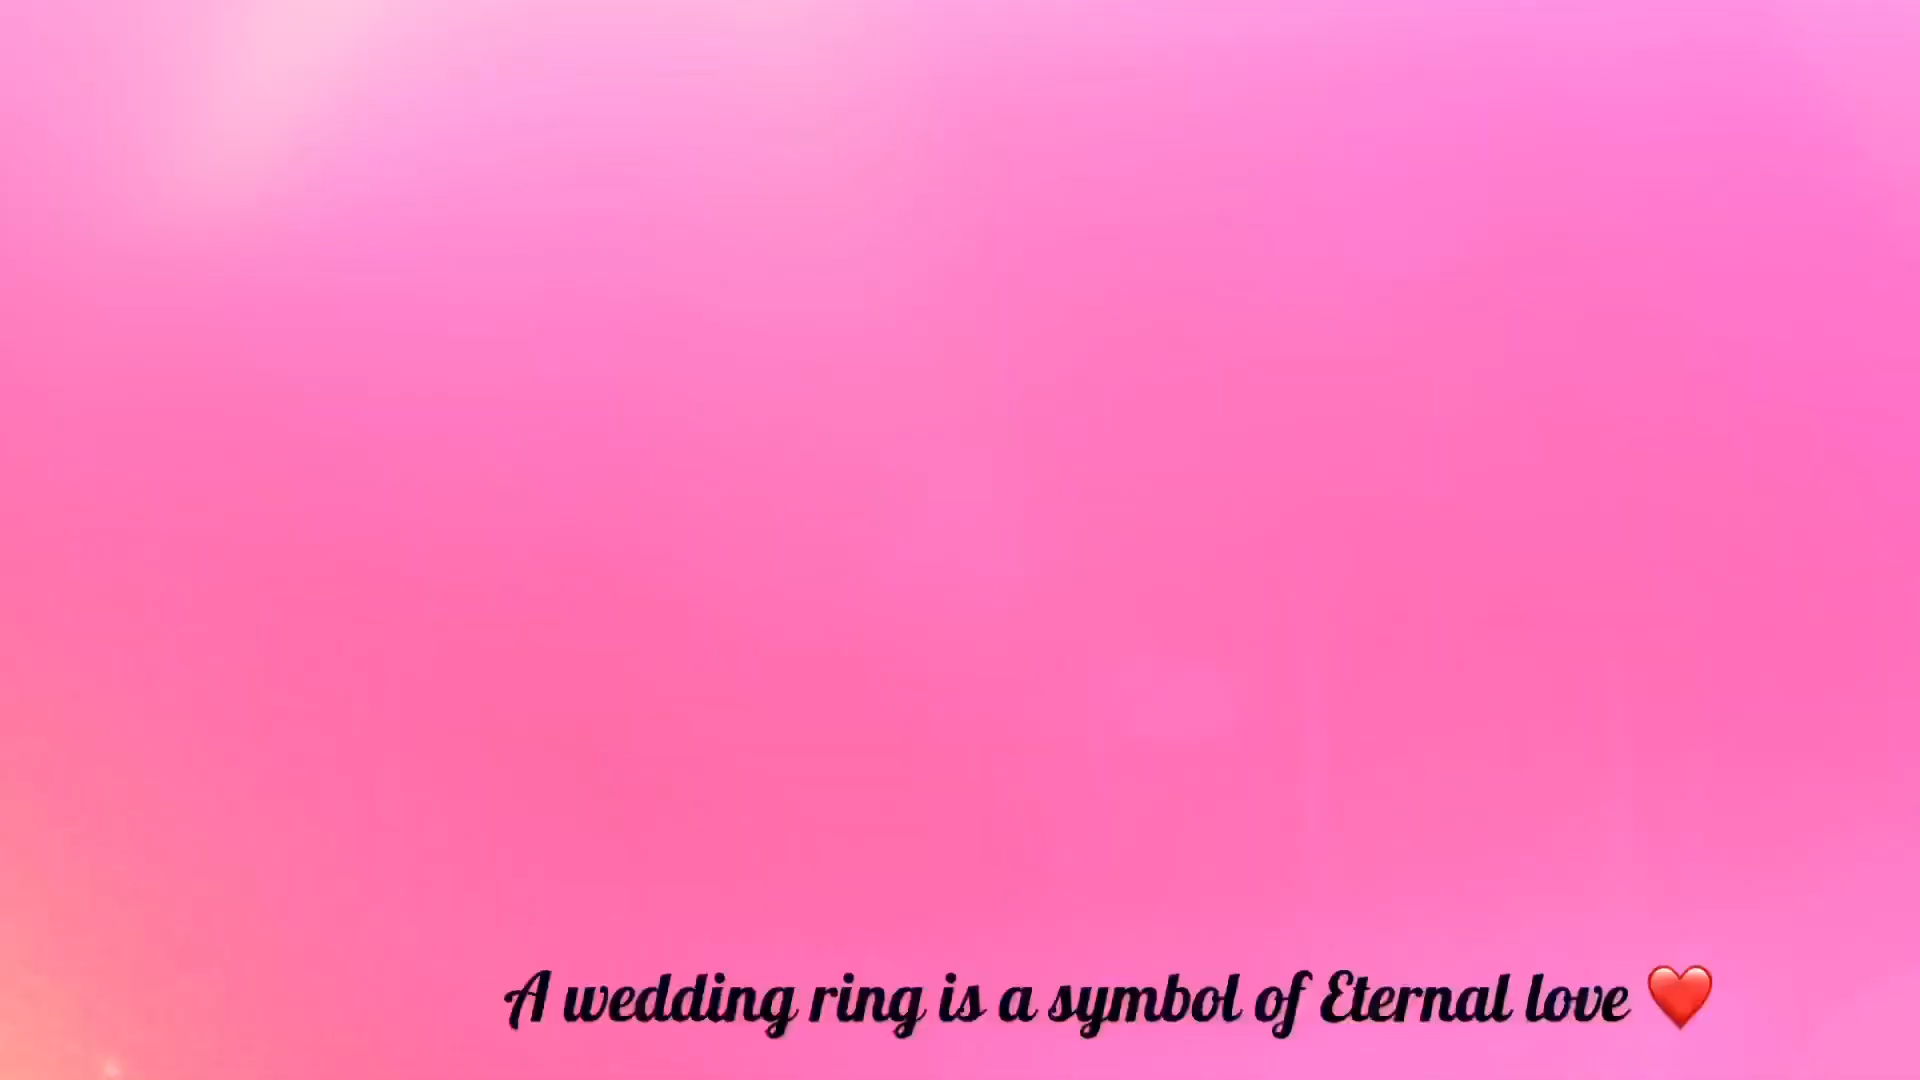 A wedding ring is a symbol of Eternal love ❤️